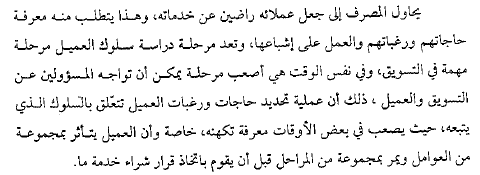 يحاول المصرف إلى جعل عملائه راضين عن خدماته، وهذا يتطلب منه معرفة
حاجاتهم ورغباتهم والعمل على إشباعها، وتعد مرحلة دراسة سلوك العميل مرحلة
مهمة في التسويق، وفي نفس الوقت هي أصعب مرحلة يمكن أن تواجه المسؤولين عن
التسويق والعميل ، ذلك أن عملية تحديد حاجات ورغبات العميل تتعلق بالسلوك الذي
يتبعه، حيث يصعب في بعض الأوقات معرفة تكهنه، خاصة وأن العميل يتأثر بمجموعة
من العوامل ويمر بمجموعة من المراحل قبل أن يقوم باتخاذ قرار شراء خدمة ما.